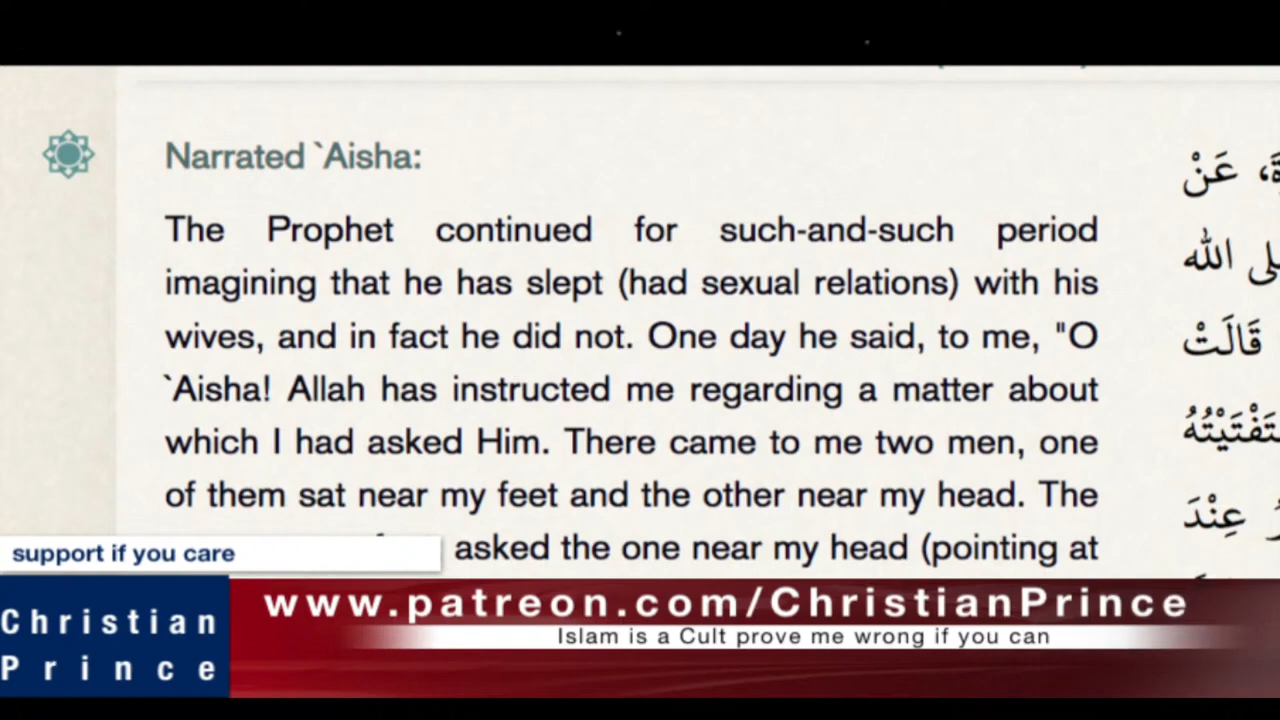 Narrated `Aisha:
The Prophet continued for such-and-such period
imagining that he has slept (had sexual relations) with his
wives, and in fact he did not. One day he said, to me, "O
`Aisha! Allah has instructed me regarding a matter about
which I had asked Him. There came to me two men, one
of them sat near my feet and the other near my head. The
asked the one near my head (pointing at
عَنْ
الله
قَالَتْ
عِنْدَ
support if you care
Christian
Prince
www.patreon.com/ChristianPrince
Islam is a Cult prove me wrong if you can